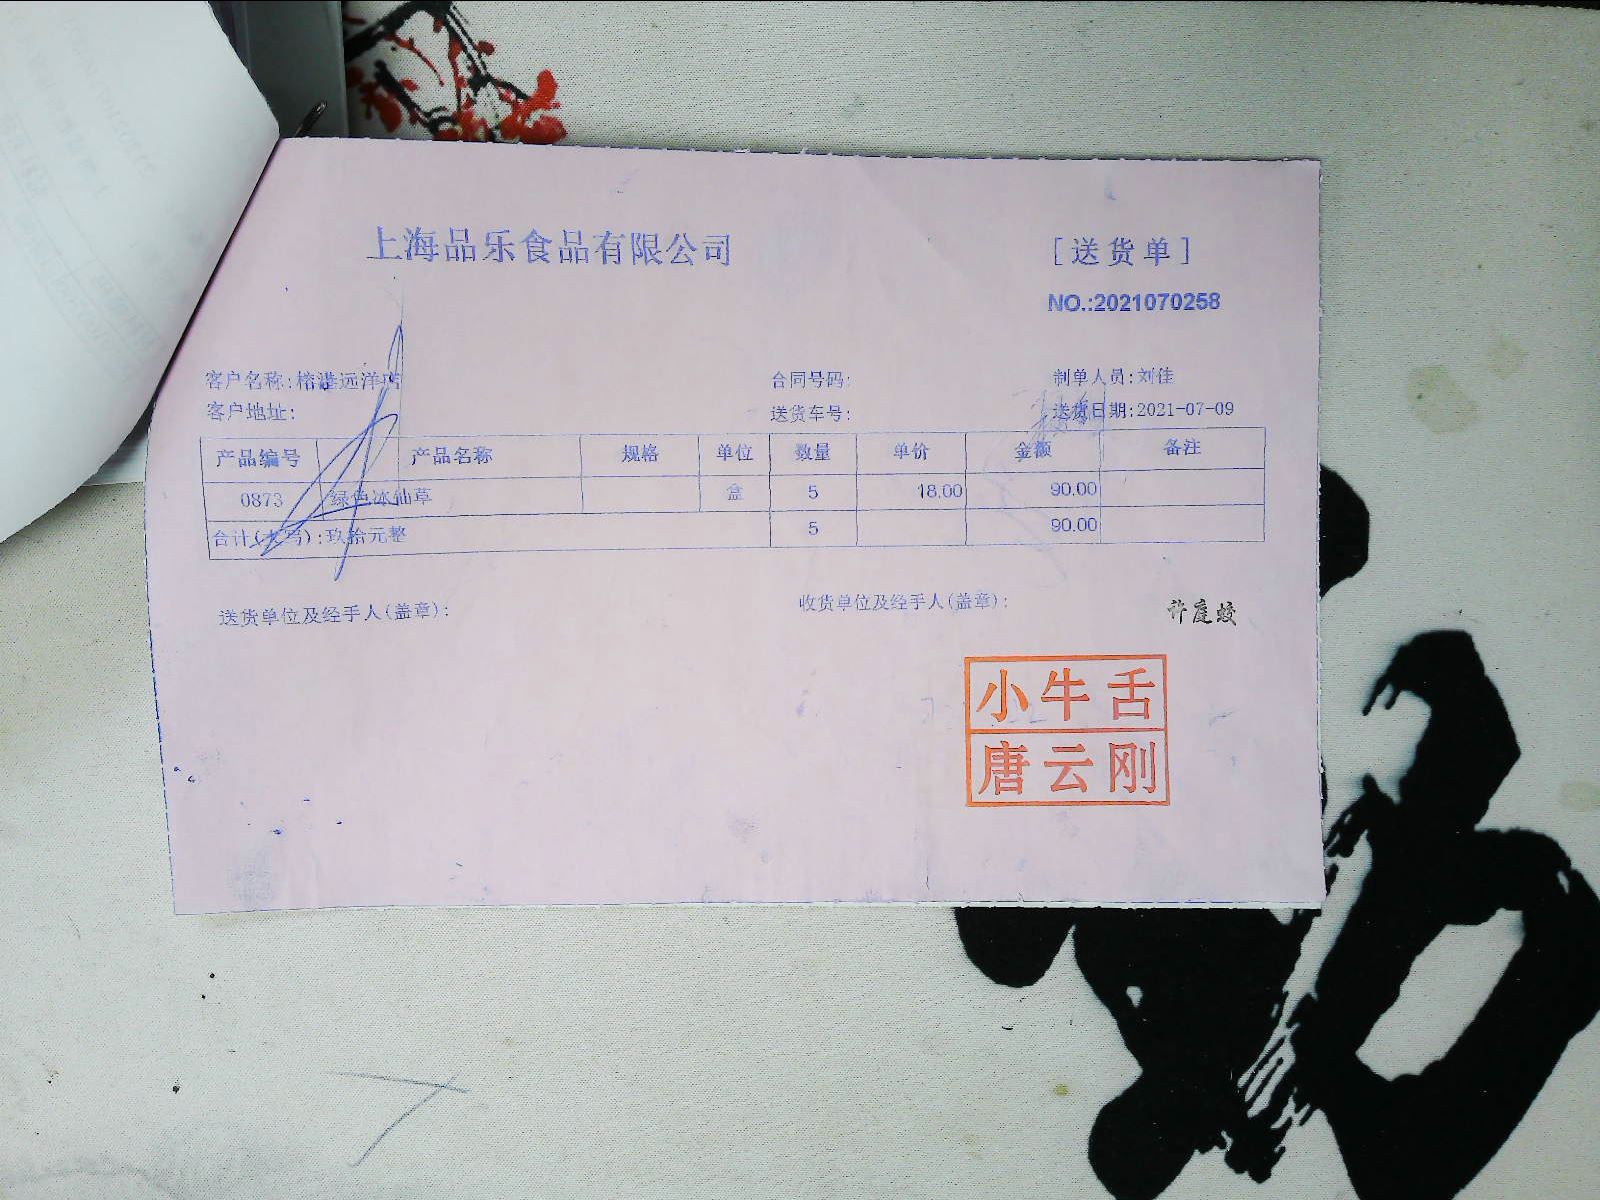 上海品乐食品有限公司
[送货单]
NO.:2021070258
客户名称:榕港远洋店 合同号码: 制单人员:刘佳
客户地址: 送货车号: 送货日期:2021-07-09
产品编号 产品名称 规格 单位 数量 单价 金额 备注
0873 绿色冰仙草 盒 5 18.00 90.00
合计(大写):玖拾元整 5 90.00
送货单位及经手人(盖章): 收货单位及经手人(盖章): 许庭蛟
小牛舌
唐云刚